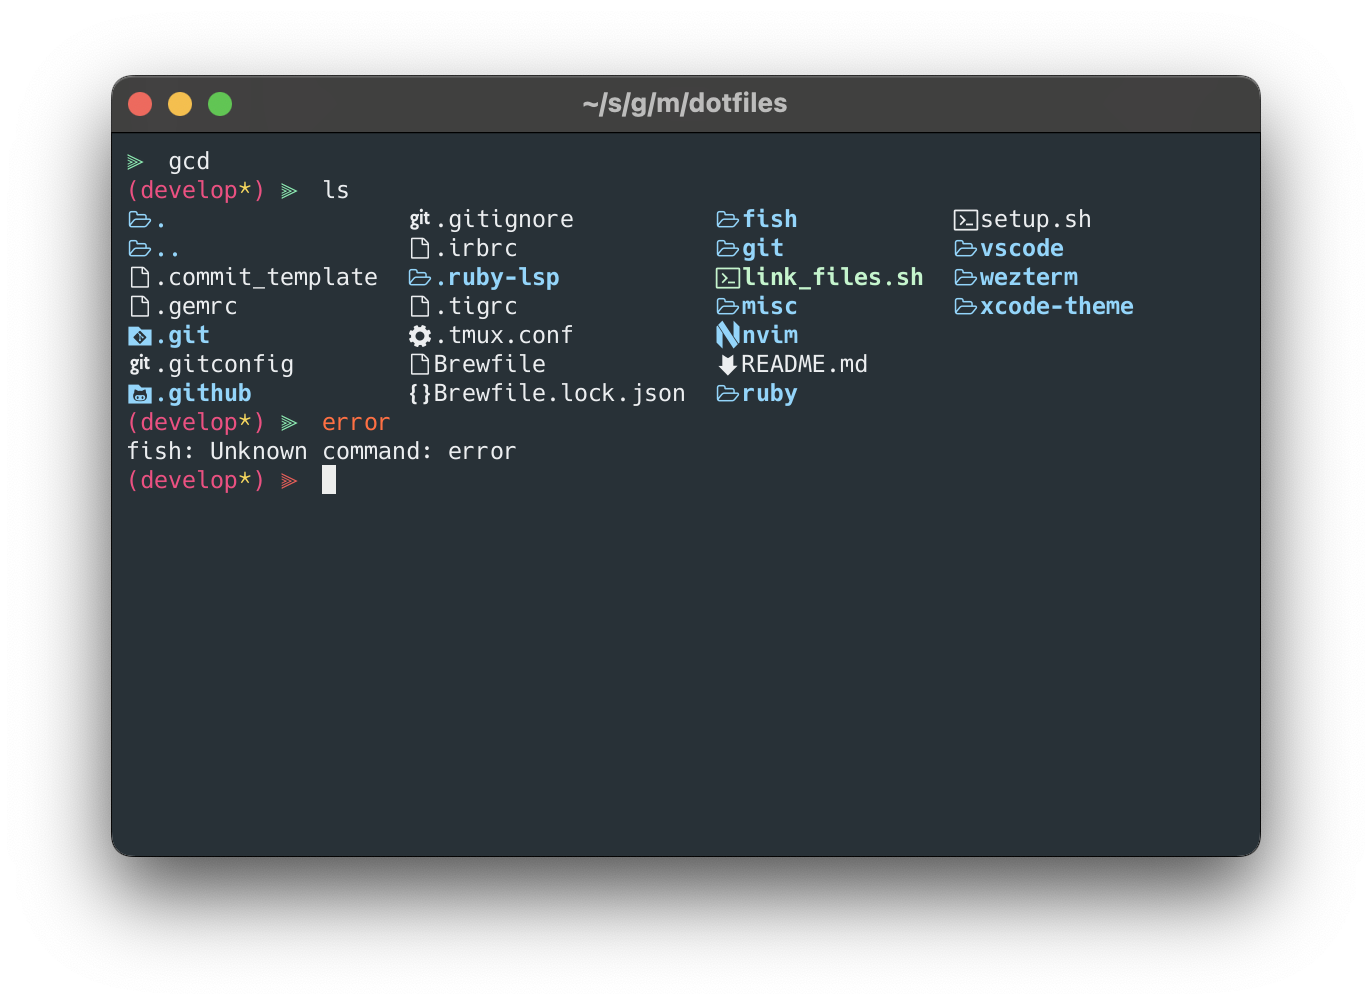 ~/s/g/m/dotfiles
⫸ gcd
(develop*) ⫸ ls
. git .gitignore fish setup.sh
.. .irbrc git vscode
.commit_template .ruby-lsp link_files.sh wezterm
.gemrc .tigrc misc xcode-theme
.git .tmux.conf nvim
git .gitconfig Brewfile README.md
.github {} Brewfile.lock.json ruby
(develop*) ⫸ error
fish: Unknown command: error
(develop*) ⫸